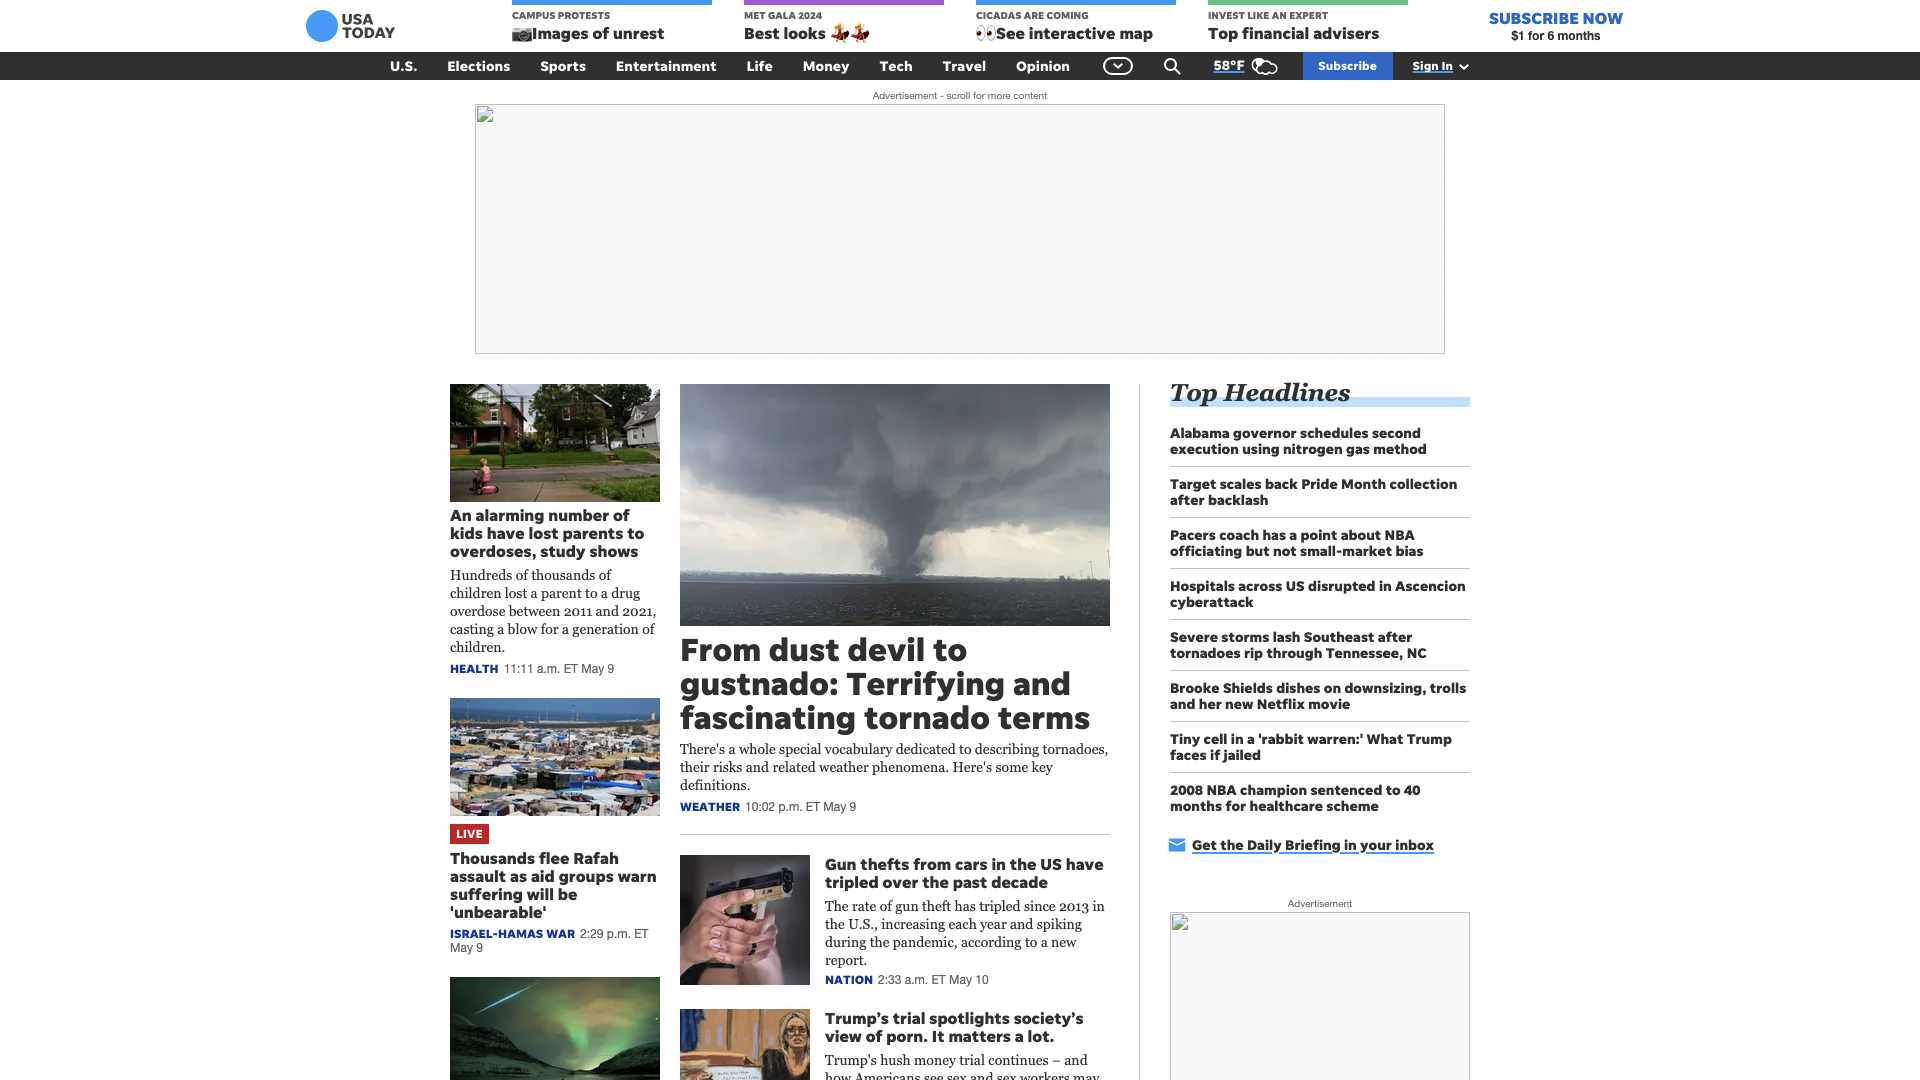 USA
TODAY
CAMPUS PROTESTS
Images of unrest
MET GALA 2024
Best looks
CICADAS ARE COMING
See interactive map
INVEST LIKE AN EXPERT
Top financial advisers
SUBSCRIBE NOW
$1 for 6 months
U.S. Elections Sports Entertainment Life Money Tech Travel Opinion 58°F Subscribe Sign In
Advertisement - scroll for more content
An alarming number of
kids have lost parents to
overdoses, study shows
Hundreds of thousands of
children lost a parent to a drug
overdose between 2011 and 2021,
casting a blow for a generation of
children.
HEALTH 11:11 a.m. ET May 9
LIVE
Thousands flee Rafah
assault as aid groups warn
suffering will be
'unbearable'
ISRAEL-HAMAS WAR 2:29 p.m. ET
May 9
From dust devil to
gustnado: Terrifying and
fascinating tornado terms
There's a whole special vocabulary dedicated to describing tornadoes,
their risks and related weather phenomena. Here's some key
definitions.
WEATHER 10:02 p.m. ET May 9
Gun thefts from cars in the US have
tripled over the past decade
The rate of gun theft has tripled since 2013 in
the U.S., increasing each year and spiking
during the pandemic, according to a new
report.
NATION 2:33 a.m. ET May 10
Trump’s trial spotlights society’s
view of porn. It matters a lot.
Trump's hush money trial continues – and
how Americans see sex and sex workers may
Top Headlines
Alabama governor schedules second
execution using nitrogen gas method
Target scales back Pride Month collection
after backlash
Pacers coach has a point about NBA
officiating but not small-market bias
Hospitals across US disrupted in Ascencion
cyberattack
Severe storms lash Southeast after
tornadoes rip through Tennessee, NC
Brooke Shields dishes on downsizing, trolls
and her new Netflix movie
Tiny cell in a 'rabbit warren:' What Trump
faces if jailed
2008 NBA champion sentenced to 40
months for healthcare scheme
Get the Daily Briefing in your inbox
Advertisement